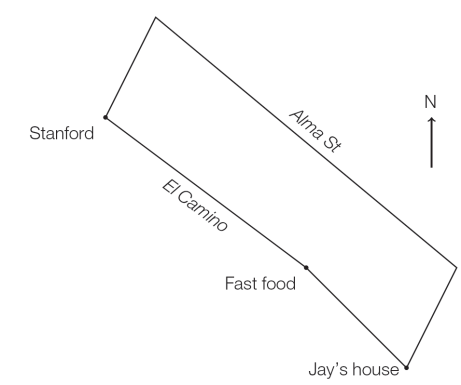 N
Alma St
Stanford
El Camino
Fast food
Jay's house